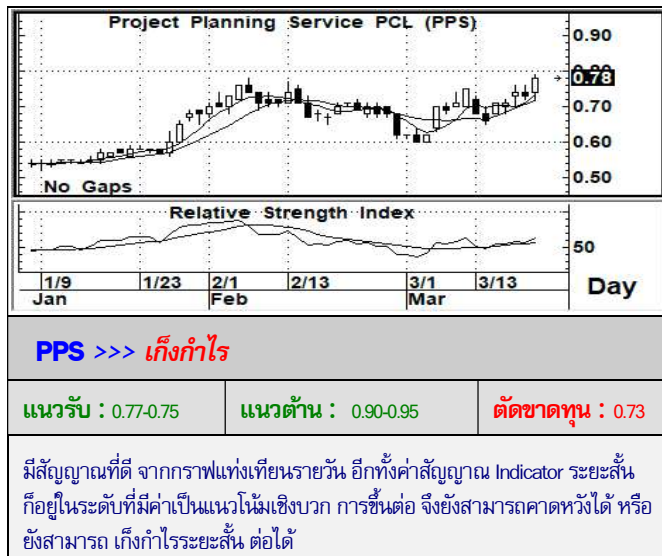 Project Planning Service PCL (PPS)
0.90
0.78
0.70
0.60
0.50
No Gaps
Relative Strength Index
50
1/9 1/23 2/1 2/13 3/1 3/13 Day
Jan Feb Mar
PPS >>> เก็งกำไร
แนวรับ : 0.77-0.75 แนวต้าน : 0.90-0.95 ตัดขาดทุน : 0.73
มีสัญญาณที่ดี จากกราฟแท่งเทียนรายวัน อีกทั้งค่าสัญญาณ Indicator ระยะสั้น
ก็อยู่ในระดับที่มีค่าเป็นแนวโน้มเชิงบวก การขึ้นต่อ จึงยังสามารถคาดหวังได้ หรือ
ยังสามารถ เก็งกำไรระยะสั้น ต่อได้